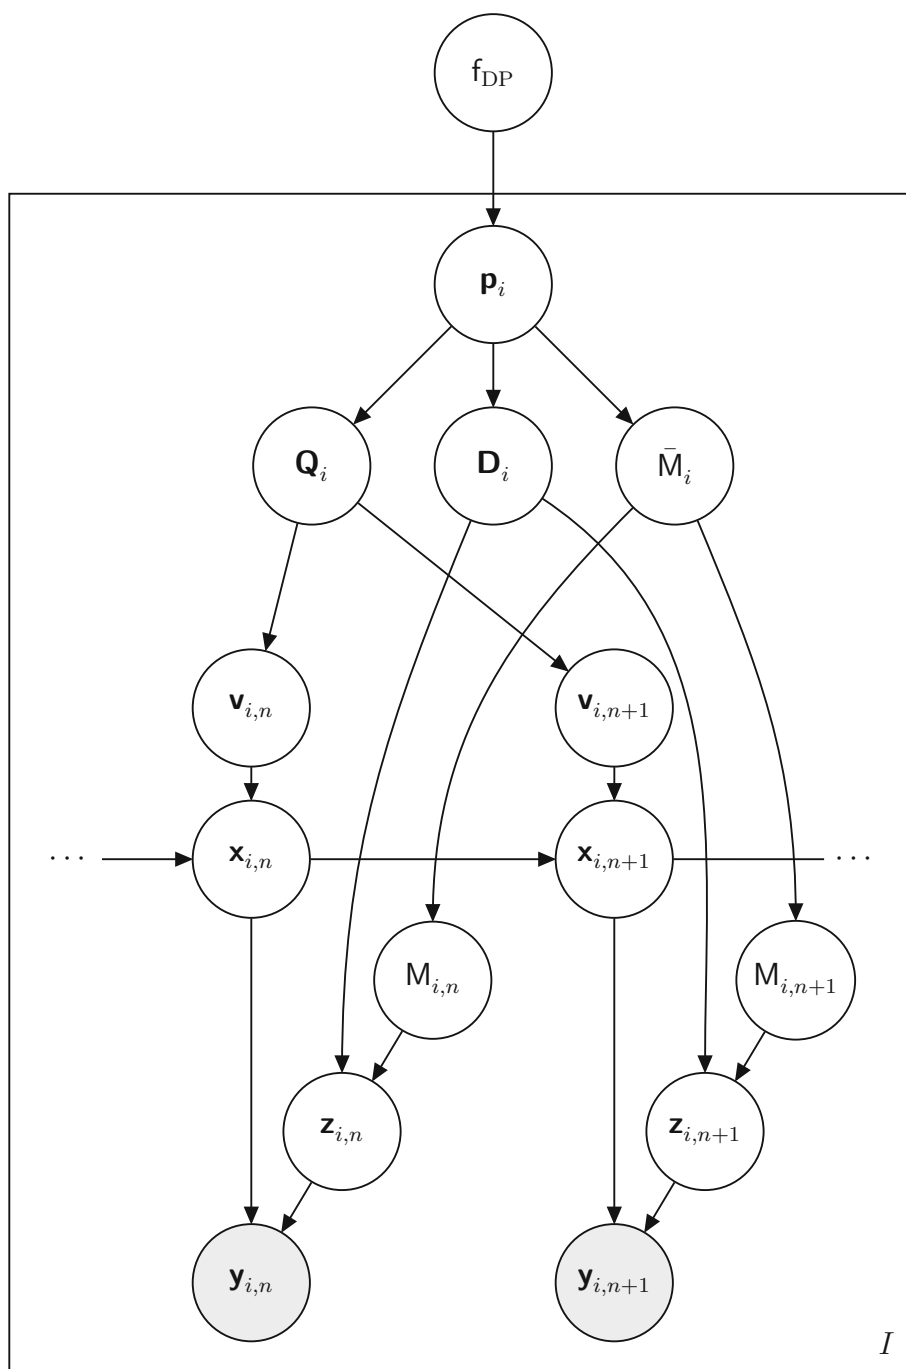 f_DP
p_i
Q_i D_i M̄_i
v_{i,n} v_{i,n+1}
⋯ x_{i,n} x_{i,n+1} ⋯
M_{i,n} M_{i,n+1}
z_{i,n} z_{i,n+1}
y_{i,n} y_{i,n+1}
I